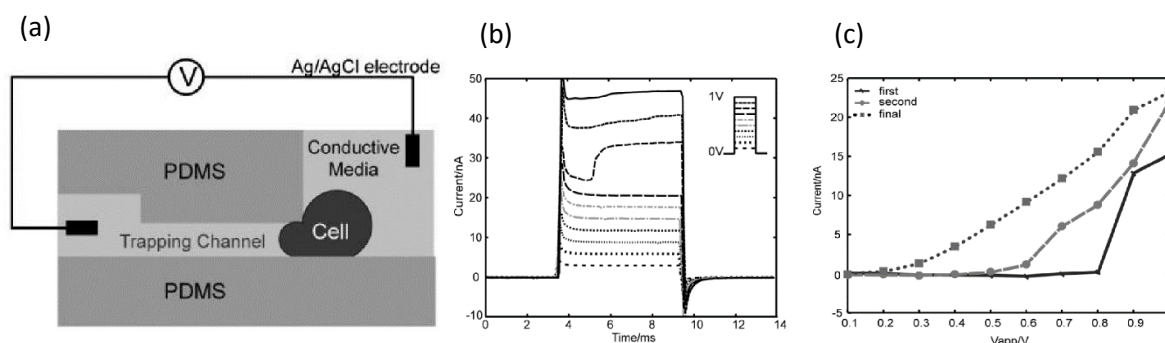 (a)
V
Ag/AgCl electrode
PDMS
Conductive
Media
Trapping Channel
Cell
PDMS
(b)
50
40
30
20
10
0
-10
Current/nA
1V
0V
0
2
4
6
8
10
12
14
Time/ms
(c)
25
20
15
10
5
0
-5
Current/nA
first
second
final
0.1
0.2
0.3
0.4
0.5
0.6
0.7
0.8
0.9
Vapp/V